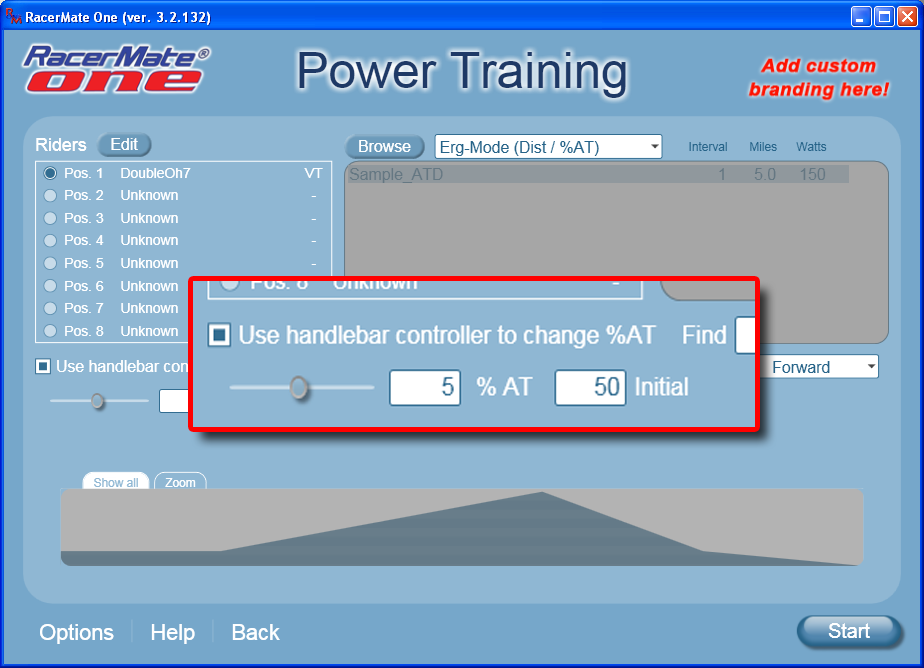 RM RacerMate One (ver. 3.2.132)
RacerMate®
one
Power Training
Add custom
branding here!
Riders Edit
Browse Erg-Mode (Dist / %AT) Interval Miles Watts
Pos. 1 DoubleOh7 VT
Sample_ATD 1 5.0 150
Pos. 2 Unknown -
Pos. 3 Unknown -
Pos. 4 Unknown -
Pos. 5 Unknown -
Pos. 6 Unknown
Pos. 7 Unknown
Pos. 8 Unknown
Pos. 8 Unknown -
Use handlebar controller to change %AT Find
5 % AT 50 Initial
Use handlebar con
Forward
Show all Zoom
Options Help Back Start